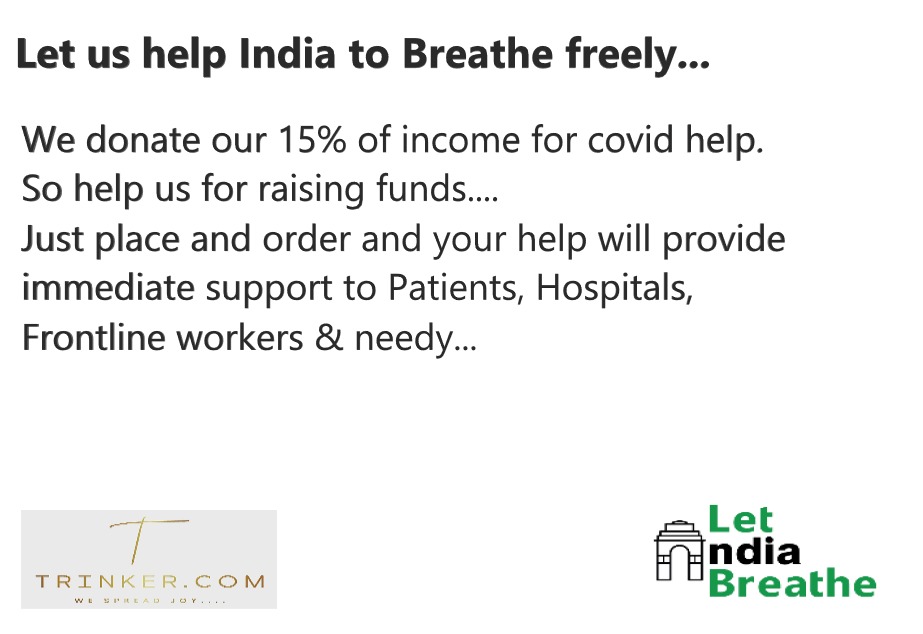 Let us help India to Breathe freely...
We donate our 15% of income for covid help.
So help us for raising funds....
Just place and order and your help will provide
immediate support to Patients, Hospitals,
Frontline workers & needy...
TRINKER.COM
WE SPREAD JOY....
Let
ndia
Breathe